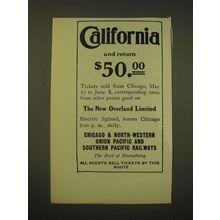 California
and return
$50.00
Tickets sold from Chicago, May
27 to June 8, corresponding rates
from other points good on
The New Overland Limited
Electric lighted, leaves Chicago
8:00 p. m. daily.
CHICAGO & NORTH-WESTERN
UNION PACIFIC AND
SOUTHERN PACIFIC RAILWAYS
The Best of Everything
ALL AGENTS SELL TICKETS BY THIS
ROUTE